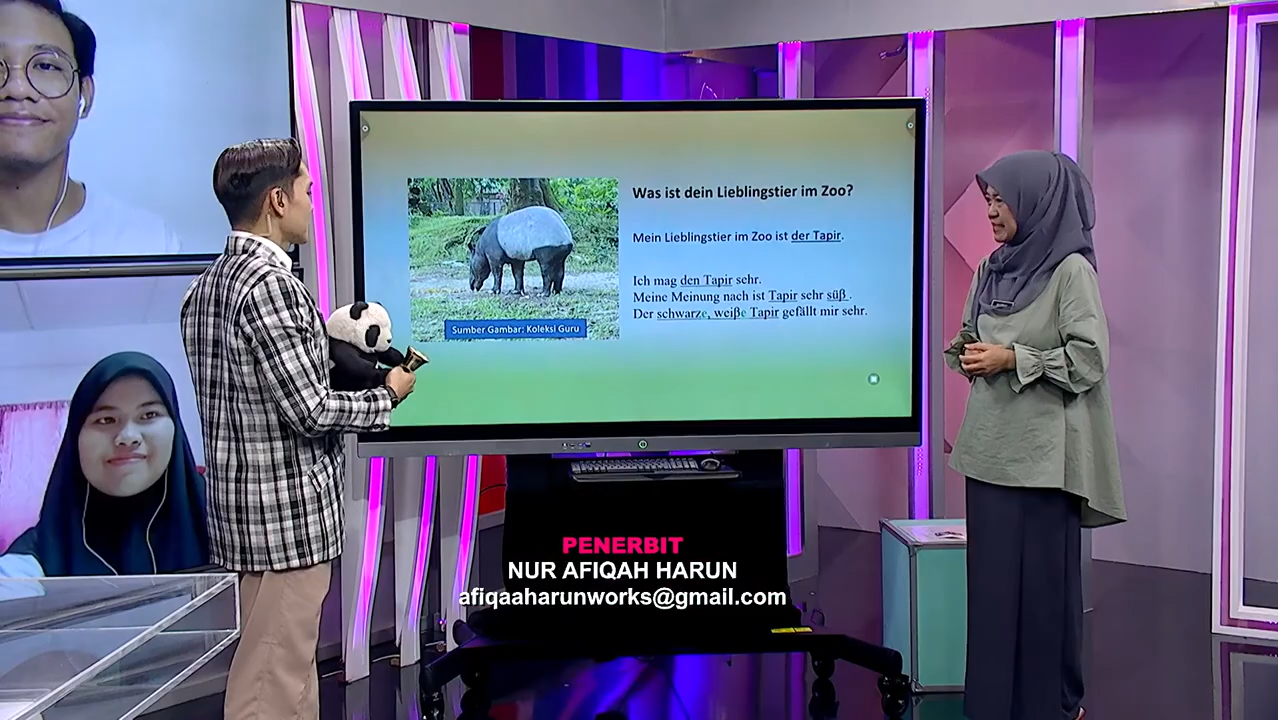 Was ist dein Lieblingstier im Zoo?
Mein Lieblingstier im Zoo ist der Tapir.
Ich mag den Tapir sehr.
Meine Meinung nach ist Tapir sehr süß .
Der schwarze, weiße Tapir gefällt mir sehr.
Sumber Gambar: Koleksi Guru
PENERBIT
NUR AFIQAH HARUN
afiqaaharunworks@gmail.com